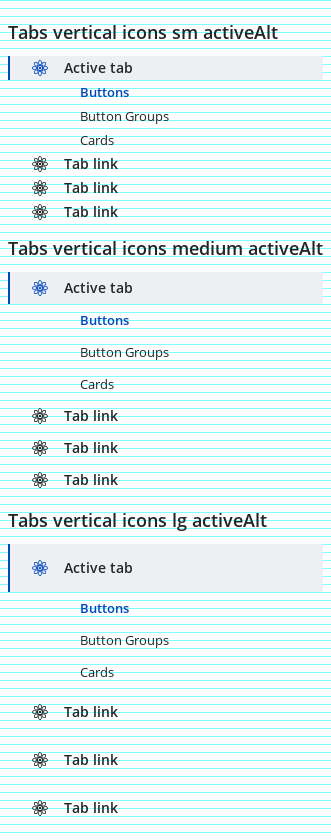 Tabs vertical icons sm activeAlt
Active tab
Buttons
Button Groups
Cards
Tab link
Tab link
Tab link
Tabs vertical icons medium activeAlt
Active tab
Buttons
Button Groups
Cards
Tab link
Tab link
Tab link
Tabs vertical icons lg activeAlt
Active tab
Buttons
Button Groups
Cards
Tab link
Tab link
Tab link